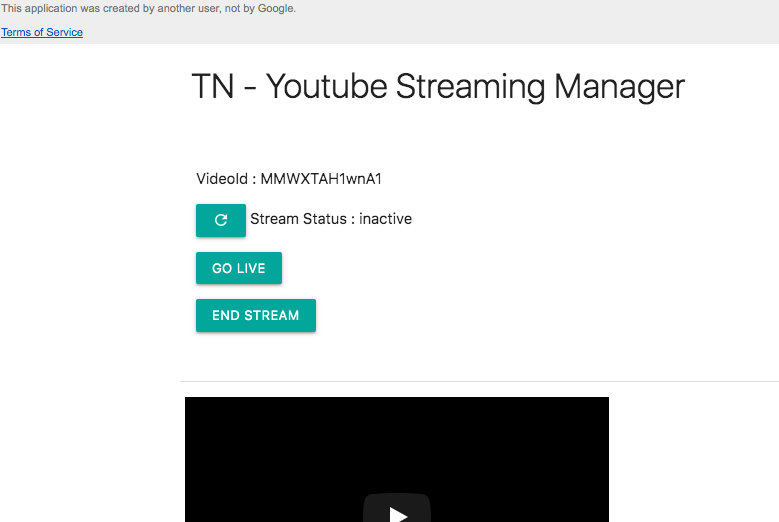 This application was created by another user, not by Google.
Terms of Service
TN - Youtube Streaming Manager
VideoId : MMWXTAH1wnA1
Stream Status : inactive
GO LIVE
END STREAM